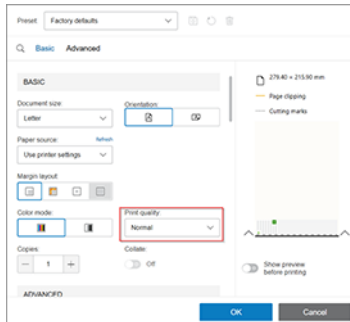 Preset: Factory defaults
Basic Advanced
BASIC
Document size: Orientation:
Letter
Paper source: Refresh
Use printer settings
Margin layout:
Color mode: Print quality:
Normal
Copies: Collate:
1 Off
ADVANCED
279.40 × 215.90 mm
Page clipping
Cutting marks
Show preview
before printing
OK Cancel